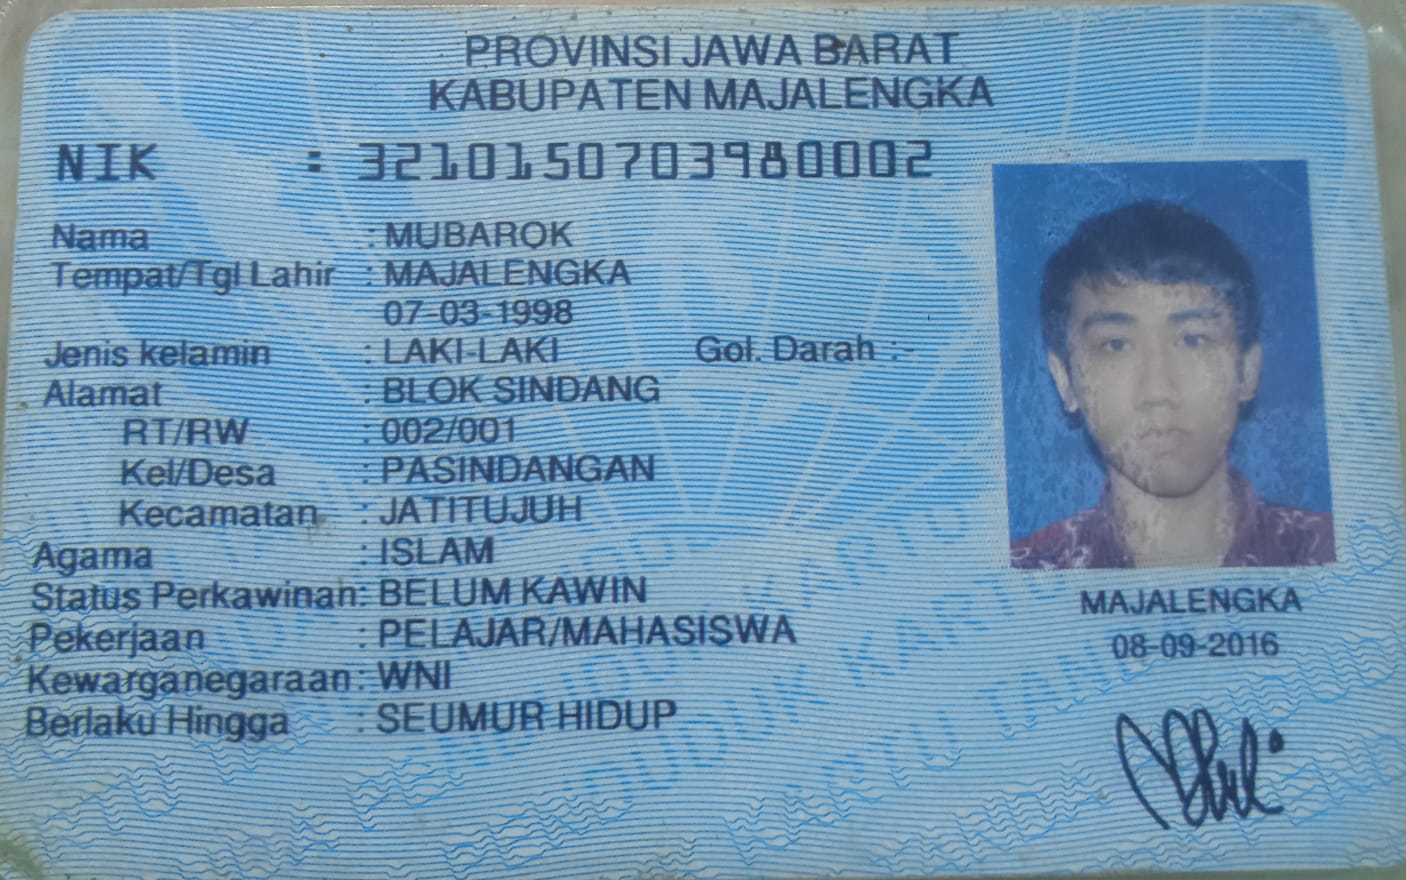 PROVINSI JAWA BARAT
KABUPATEN MAJALENGKA
NIK : 3210150703980002
Nama : MUBAROK
Tempat/Tgl Lahir : MAJALENGKA
07-03-1998
Jenis kelamin : LAKI-LAKI Gol. Darah :-
Alamat : BLOK SINDANG
RT/RW : 002/001
Kel/Desa : PASINDANGAN
Kecamatan : JATITUJUH
Agama : ISLAM
Status Perkawinan: BELUM KAWIN
Pekerjaan : PELAJAR/MAHASISWA
Kewarganegaraan: WNI
Berlaku Hingga : SEUMUR HIDUP
MAJALENGKA
08-09-2016